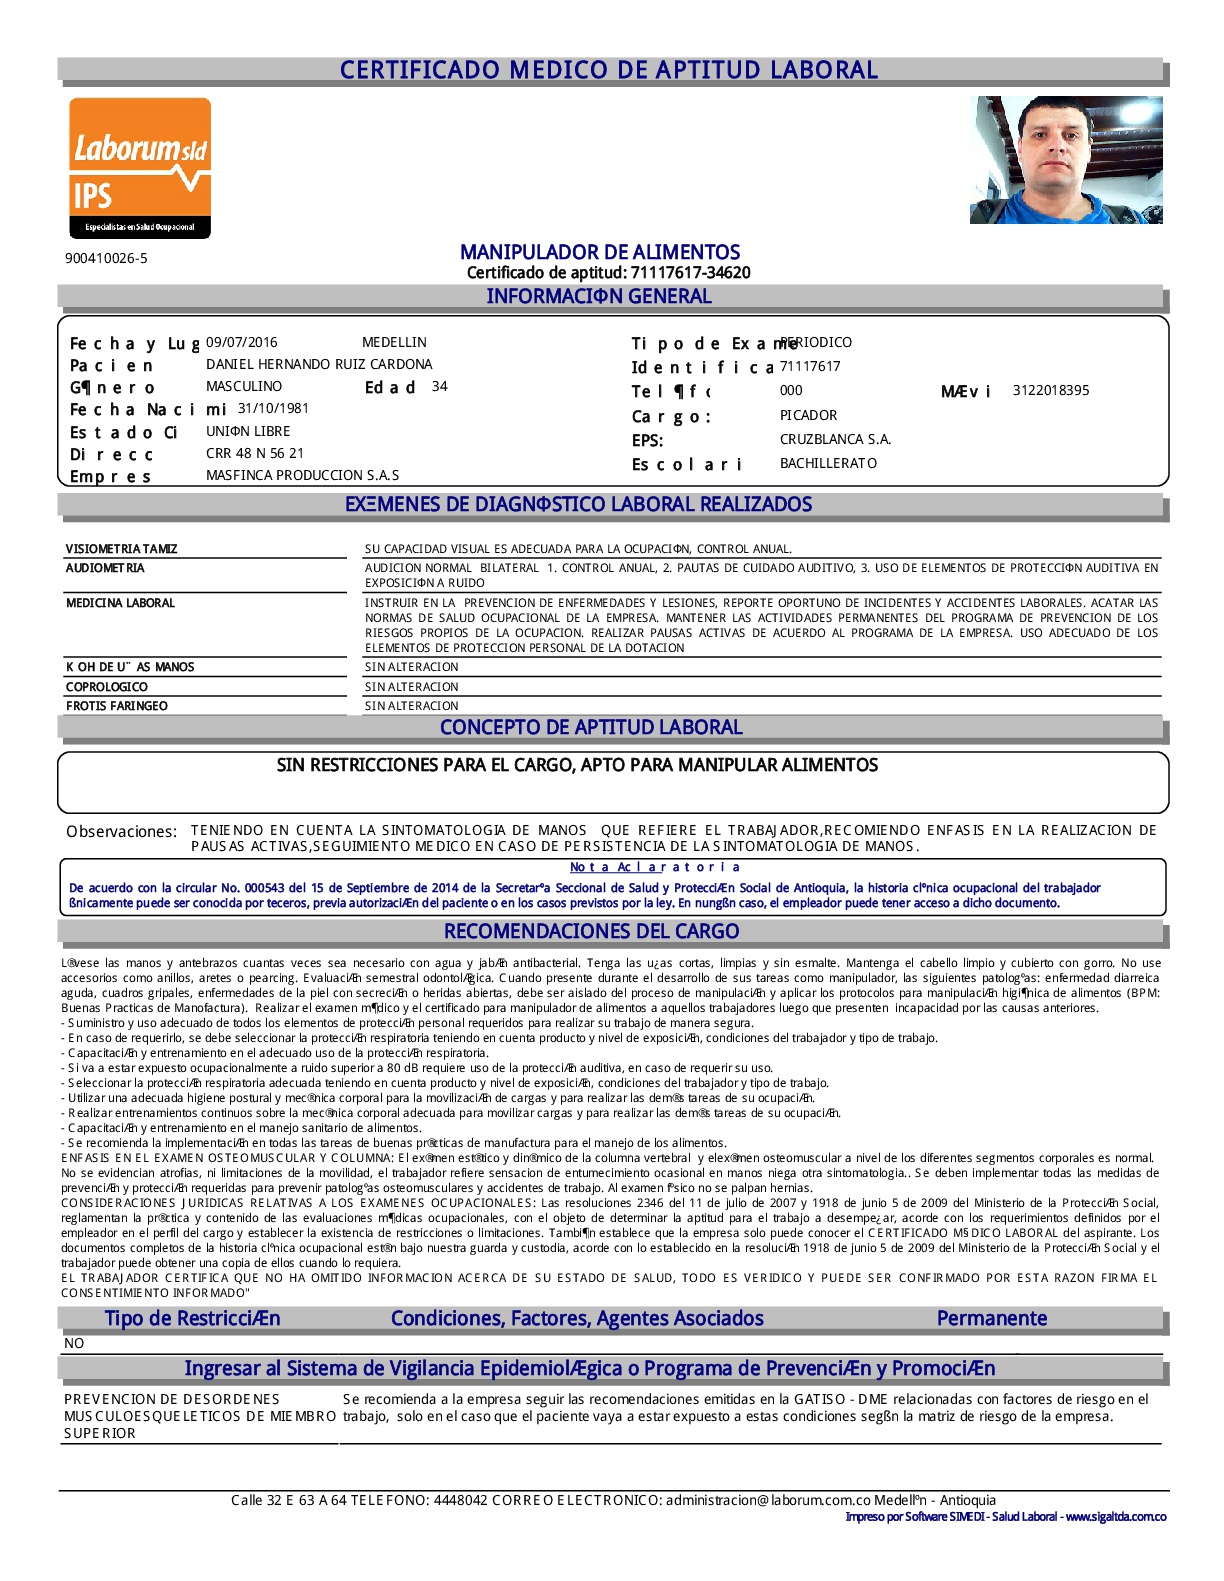 CERTIFICADO MEDICO DE APTITUD LABORAL
Laborum sld
IPS
Especialistas en Salud Ocupacional
900410026-5
MANIPULADOR DE ALIMENTOS
Certificado de aptitud: 71117617-34620
INFORMACIΦN GENERAL
Fecha y Lug 09/07/2016 MEDELLIN
Pacien DANIEL HERNANDO RUIZ CARDONA
G¶nero MASCULINO Edad 34
Fecha Nacimi 31/10/1981
Estado Ci UNIΦN LIBRE
Direcc CRR 48 N 56 21
Empres MASFINCA PRODUCCION S.A.S
Tipo de Exame PERIODICO
Identifica 71117617
Tel¶fc 000 MÆvi 3122018395
Cargo: PICADOR
EPS: CRUZBLANCA S.A.
Escolari BACHILLERATO
EXΞMENES DE DIAGNΦSTICO LABORAL REALIZADOS
VISIOMETRIA TAMIZ SU CAPACIDAD VISUAL ES ADECUADA PARA LA OCUPACIΦN, CONTROL ANUAL.
AUDIOMETRIA AUDICION NORMAL BILATERAL 1. CONTROL ANUAL, 2. PAUTAS DE CUIDADO AUDITIVO, 3. USO DE ELEMENTOS DE PROTECCIΦN AUDITIVA EN
EXPOSICIΦN A RUIDO
MEDICINA LABORAL INSTRUIR EN LA PREVENCION DE ENFERMEDADES Y LESIONES, REPORTE OPORTUNO DE INCIDENTES Y ACCIDENTES LABORALES. ACATAR LAS
NORMAS DE SALUD OCUPACIONAL DE LA EMPRESA. MANTENER LAS ACTIVIDADES PERMANENTES DEL PROGRAMA DE PREVENCION DE LOS
RIESGOS PROPIOS DE LA OCUPACION. REALIZAR PAUSAS ACTIVAS DE ACUERDO AL PROGRAMA DE LA EMPRESA. USO ADECUADO DE LOS
ELEMENTOS DE PROTECCION PERSONAL DE LA DOTACION
K OH DE U¨ AS MANOS SIN ALTERACION
COPROLOGICO SIN ALTERACION
FROTIS FARINGEO SIN ALTERACION
CONCEPTO DE APTITUD LABORAL
SIN RESTRICCIONES PARA EL CARGO, APTO PARA MANIPULAR ALIMENTOS
Observaciones: TENIENDO EN CUENTA LA SINTOMATOLOGIA DE MANOS QUE REFIERE EL TRABAJADOR,RECOMIENDO ENFASIS EN LA REALIZACION DE
PAUSAS ACTIVAS,SEGUIMIENTO MEDICO EN CASO DE PERSISTENCIA DE LA SINTOMATOLOGIA DE MANOS.
Nota Aclaratoria
De acuerdo con la circular No. 000543 del 15 de Septiembre de 2014 de la Secretarºa Seccional de Salud y ProtecciÆn Social de Antioquia, la historia clºnica ocupacional del trabajador
ßnicamente puede ser conocida por teceros, previa autorizaciÆn del paciente o en los casos previstos por la ley. En nungßn caso, el empleador puede tener acceso a dicho documento.
RECOMENDACIONES DEL CARGO
L®vese las manos y antebrazos cuantas veces sea necesario con agua y jabÆn antibacterial. Tenga las u¿as cortas, limpias y sin esmalte. Mantenga el cabello limpio y cubierto con gorro. No use
accesorios como anillos, aretes o pearcing. EvaluaciÆn semestral odontolÆgica. Cuando presente durante el desarrollo de sus tareas como manipulador, las siguientes patologºas: enfermedad diarreica
aguda, cuadros gripales, enfermedades de la piel con secreciÆn o heridas abiertas, debe ser aislado del proceso de manipulaciÆn y aplicar los protocolos para manipulaciÆn higi¶nica de alimentos (BPM:
Buenas Practicas de Manofactura). Realizar el examen m¶dico y el certificado para manipulador de alimentos a aquellos trabajadores luego que presenten incapacidad por las causas anteriores.
- Suministro y uso adecuado de todos los elementos de protecciÆn personal requeridos para realizar su trabajo de manera segura.
- En caso de requerirlo, se debe seleccionar la protecciÆn respiratoria teniendo en cuenta producto y nivel de exposiciÆn, condiciones del trabajador y tipo de trabajo.
- CapacitaciÆn y entrenamiento en el adecuado uso de la protecciÆn respiratoria.
- Si va a estar expuesto ocupacionalmente a ruido superior a 80 dB requiere uso de la protecciÆn auditiva, en caso de requerir su uso.
- Seleccionar la protecciÆn respiratoria adecuada teniendo en cuenta producto y nivel de exposiciÆn, condiciones del trabajador y tipo de trabajo.
- Utilizar una adecuada higiene postural y mec®nica corporal para la movilizaciÆn de cargas y para realizar las dem®s tareas de su ocupaciÆn.
- Realizar entrenamientos continuos sobre la mec®nica corporal adecuada para movilizar cargas y para realizar las dem®s tareas de su ocupaciÆn.
- CapacitaciÆn y entrenamiento en el manejo sanitario de alimentos.
- Se recomienda la implementaciÆn en todas las tareas de buenas pr®cticas de manufactura para el manejo de los alimentos.
ENFASIS EN EL EXAMEN OSTEOMUSCULAR Y COLUMNA: El ex®men est®tico y din®mico de la columna vertebral y elex®men osteomuscular a nivel de los diferentes segmentos corporales es normal.
No se evidencian atrofias, ni limitaciones de la movilidad, el trabajador refiere sensacion de entumecimiento ocasional en manos niega otra sintomatologia.. Se deben implementar todas las medidas de
prevenciÆn y protecciÆn requeridas para prevenir patologºas osteomusculares y accidentes de trabajo. Al examen fºsico no se palpan hernias.
CONSIDERACIONES JURIDICAS RELATIVAS A LOS EXAMENES OCUPACIONALES: Las resoluciones 2346 del 11 de julio de 2007 y 1918 de junio 5 de 2009 del Ministerio de la ProtecciÆn Social,
reglamentan la pr®ctica y contenido de las evaluaciones m¶dicas ocupacionales, con el objeto de determinar la aptitud para el trabajo a desempe¿ar, acorde con los requerimientos definidos por el
empleador en el perfil del cargo y establecer la existencia de restricciones o limitaciones. Tambi¶n establece que la empresa solo puede conocer el CERTIFICADO M§DICO LABORAL del aspirante. Los
documentos completos de la historia clºnica ocupacional est®n bajo nuestra guarda y custodia, acorde con lo establecido en la resoluciÆn 1918 de junio 5 de 2009 del Ministerio de la ProtecciÆn Social y el
trabajador puede obtener una copia de ellos cuando lo requiera.
EL TRABAJADOR CERTIFICA QUE NO HA OMITIDO INFORMACION ACERCA DE SU ESTADO DE SALUD, TODO ES VERIDICO Y PUEDE SER CONFIRMADO POR ESTA RAZON FIRMA EL
CONSENTIMIENTO INFORMADO"
Tipo de RestricciÆn Condiciones, Factores, Agentes Asociados Permanente
NO
Ingresar al Sistema de Vigilancia EpidemiolÆgica o Programa de PrevenciÆn y PromociÆn
PREVENCION DE DESORDENES Se recomienda a la empresa seguir las recomendaciones emitidas en la GATISO - DME relacionadas con factores de riesgo en el
MUSCULOESQUELETICOS DE MIEMBRO trabajo, solo en el caso que el paciente vaya a estar expuesto a estas condiciones segßn la matriz de riesgo de la empresa.
SUPERIOR
Calle 32 E 63 A 64 TELEFONO: 4448042 CORREO ELECTRONICO: administracion@laborum.com.co Medellºn - Antioquia
Impreso por Software SIMEDI - Salud Laboral - www.sigaltda.com.co